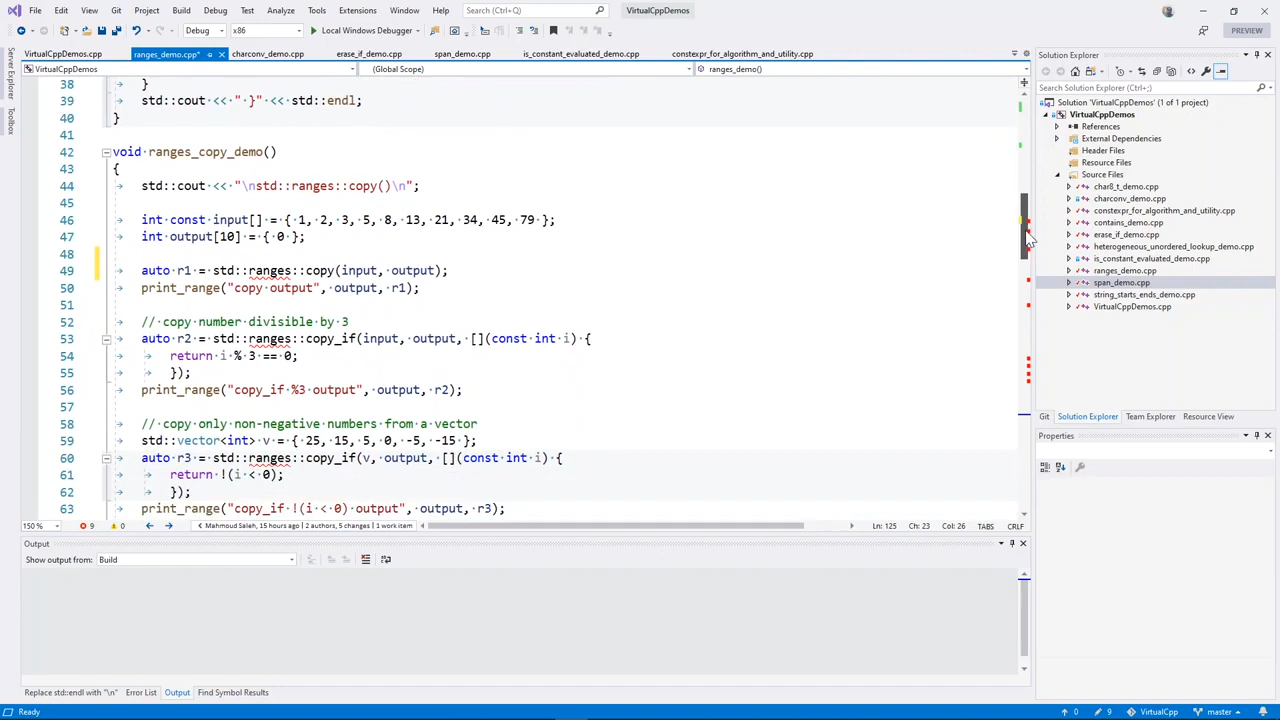 File Edit View Git Project Build Debug Test Analyze Tools Extensions Window Help Search (Ctrl+Q) VirtualCppDemos
Debug x86 Local Windows Debugger PREVIEW
Server Explorer
Toolbox
VirtualCppDemos.cpp ranges_demo.cpp* charconv_demo.cpp erase_if_demo.cpp span_demo.cpp is_constant_evaluated_demo.cpp constexpr_for_algorithm_and_utility.cpp
VirtualCppDemos (Global Scope) ranges_demo()
38 }
39 std::cout << " }" << std::endl;
40 }
41
42 void ranges_copy_demo()
43 {
44 std::cout << "\nstd::ranges::copy()\n";
45
46 int const input[] = { 1, 2, 3, 5, 8, 13, 21, 34, 45, 79 };
47 int output[10] = { 0 };
48
49 auto r1 = std::ranges::copy(input, output);
50 print_range("copy output", output, r1);
51
52 // copy number divisible by 3
53 auto r2 = std::ranges::copy_if(input, output, [](const int i) {
54 return i % 3 == 0;
55 });
56 print_range("copy_if %3 output", output, r2);
57
58 // copy only non-negative numbers from a vector
59 std::vector<int> v = { 25, 15, 5, 0, -5, -15 };
60 auto r3 = std::ranges::copy_if(v, output, [](const int i) {
61 return !(i < 0);
62 });
63 print_range("copy_if !(i < 0) output", output, r3);
150 % 9 0 Mahmoud Saleh, 15 hours ago | 2 authors, 5 changes | 1 work item Ln: 125 Ch: 23 Col: 26 TABS CRLF
Output
Show output from: Build
Replace std::endl with "\n" Error List Output Find Symbol Results
Solution Explorer
Search Solution Explorer (Ctrl+;)
Solution 'VirtualCppDemos' (1 of 1 project)
VirtualCppDemos
References
External Dependencies
Header Files
Resource Files
Source Files
char8_t_demo.cpp
charconv_demo.cpp
constexpr_for_algorithm_and_utility.cpp
contains_demo.cpp
erase_if_demo.cpp
heterogeneous_unordered_lookup_demo.cpp
is_constant_evaluated_demo.cpp
ranges_demo.cpp
span_demo.cpp
string_starts_ends_demo.cpp
VirtualCppDemos.cpp
Git Solution Explorer Team Explorer Resource View
Properties
Ready 0 9 VirtualCpp master